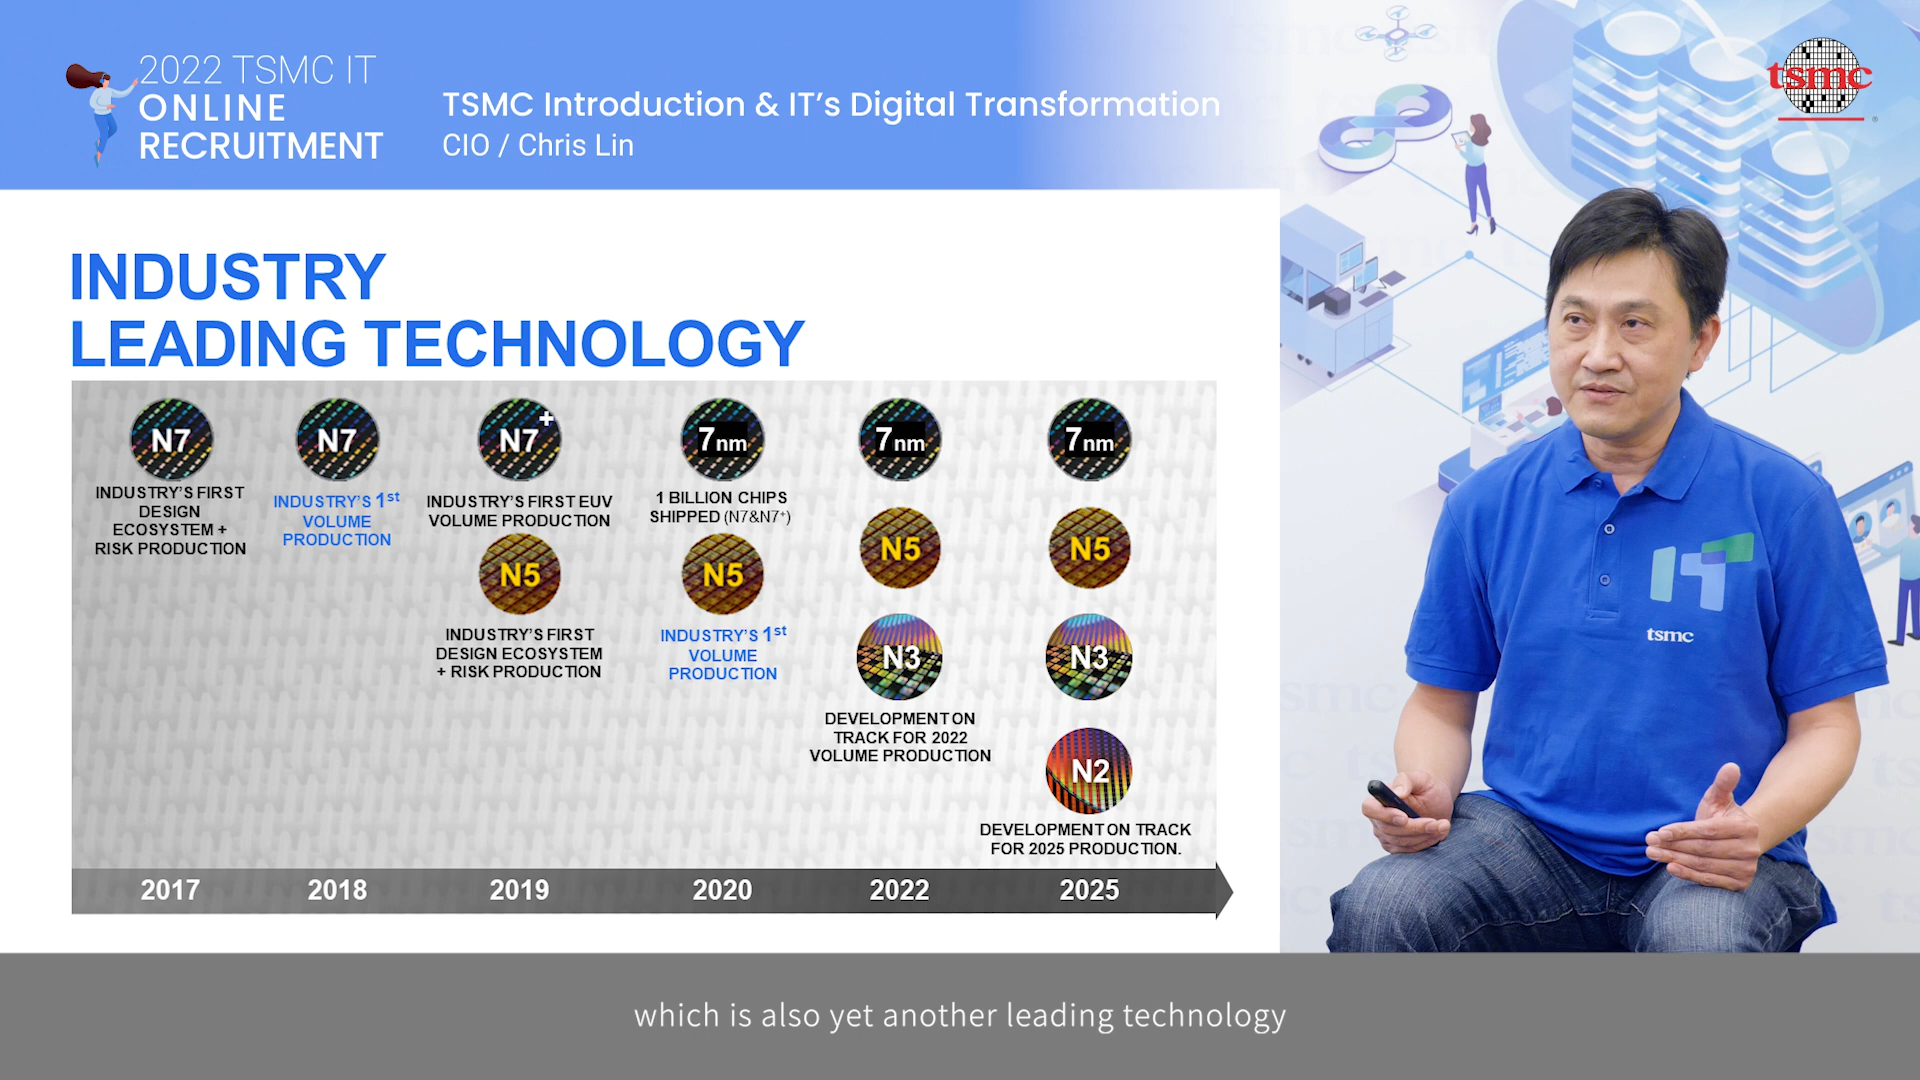 2022 TSMC IT
ONLINE
RECRUITMENT
TSMC Introduction & IT’s Digital Transformation
CIO / Chris Lin
tsmc
®
INDUSTRY
LEADING TECHNOLOGY
N7
INDUSTRY’S FIRST
DESIGN
ECOSYSTEM +
RISK PRODUCTION
N7
INDUSTRY’S 1st
VOLUME
PRODUCTION
N7+
INDUSTRY’S FIRST EUV
VOLUME PRODUCTION
N5
INDUSTRY’S FIRST
DESIGN ECOSYSTEM
+ RISK PRODUCTION
7nm
1 BILLION CHIPS
SHIPPED (N7&N7+)
N5
INDUSTRY’S 1st
VOLUME
PRODUCTION
7nm
N5
N3
DEVELOPMENT ON
TRACK FOR 2022
VOLUME PRODUCTION
7nm
N5
N3
N2
DEVELOPMENT ON TRACK
FOR 2025 PRODUCTION.
2017 2018 2019 2020 2022 2025
IT
tsmc
which is also yet another leading technology